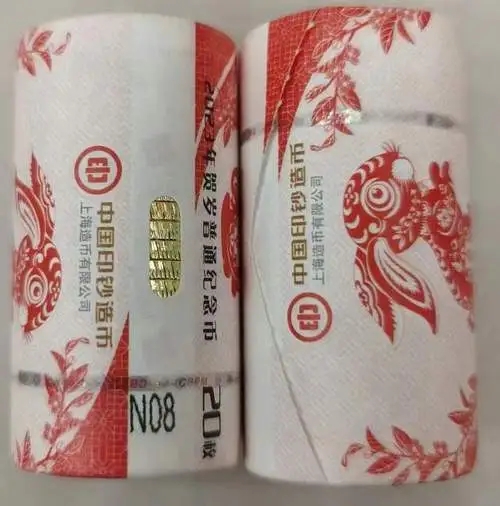 中国印钞造币
上海造币有限公司
2023年贺岁普通纪念币
20枚
N08
中国印钞造币
上海造币有限公司